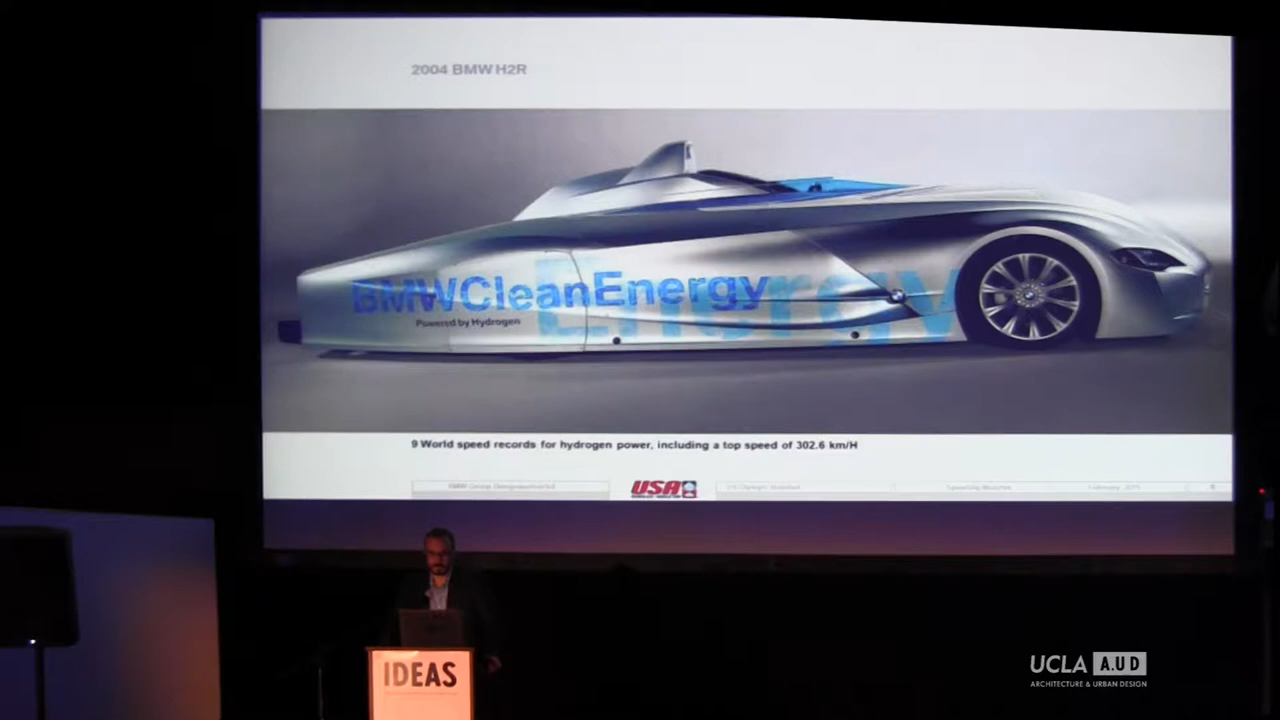 2004 BMW H2R
BMWCleanEnergy
Energy
Powered by Hydrogen
9 World speed records for hydrogen power, including a top speed of 302.6 km/H
USA
IDEAS
UCLA A.UD
ARCHITECTURE & URBAN DESIGN